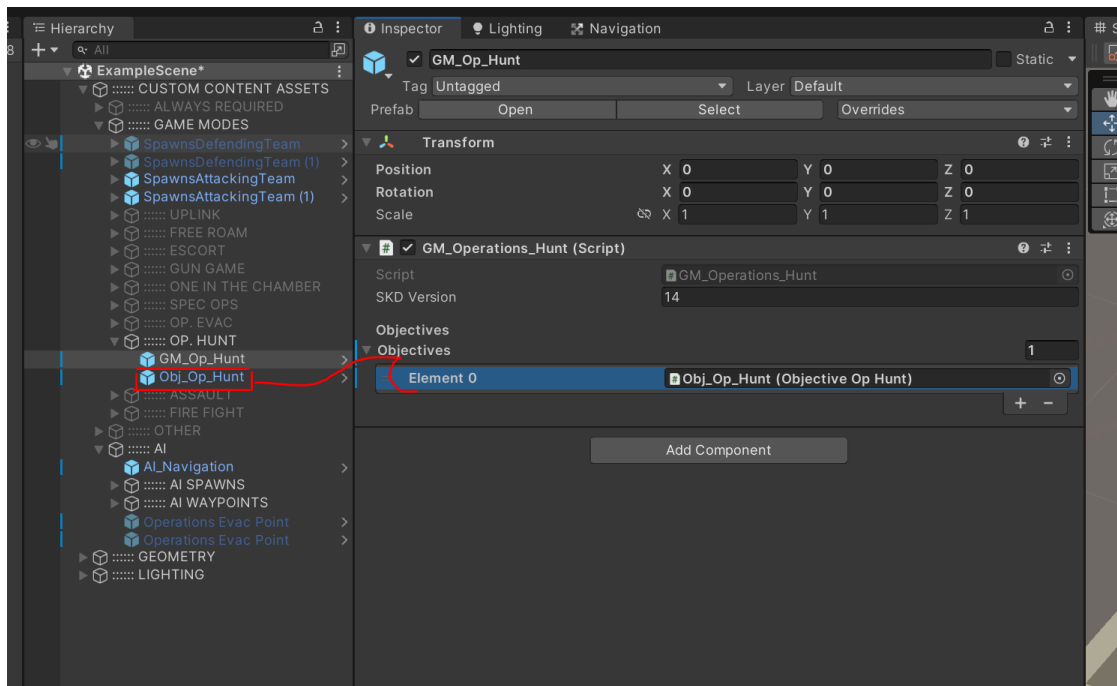 Hierarchy
8
All
ExampleScene*
:::::: CUSTOM CONTENT ASSETS
:::::: ALWAYS REQUIRED
:::::: GAME MODES
SpawnsDefendingTeam
SpawnsDefendingTeam (1)
SpawnsAttackingTeam
SpawnsAttackingTeam (1)
:::::: UPLINK
:::::: FREE ROAM
:::::: ESCORT
:::::: GUN GAME
:::::: ONE IN THE CHAMBER
:::::: SPEC OPS
:::::: OP. EVAC
:::::: OP. HUNT
GM_Op_Hunt
Obj_Op_Hunt
:::::: ASSAULT
:::::: FIRE FIGHT
:::::: OTHER
:::::: AI
AI_Navigation
:::::: AI SPAWNS
:::::: AI WAYPOINTS
Operations Evac Point
Operations Evac Point
:::::: GEOMETRY
:::::: LIGHTING
Inspector Lighting Navigation
GM_Op_Hunt Static
Tag Untagged Layer Default
Prefab Open Select Overrides
Transform
Position X 0 Y 0 Z 0
Rotation X 0 Y 0 Z 0
Scale X 1 Y 1 Z 1
# GM_Operations_Hunt (Script)
Script # GM_Operations_Hunt
SKD Version 14
Objectives
Objectives 1
Element 0 # Obj_Op_Hunt (Objective Op Hunt)
+ -
Add Component
# S